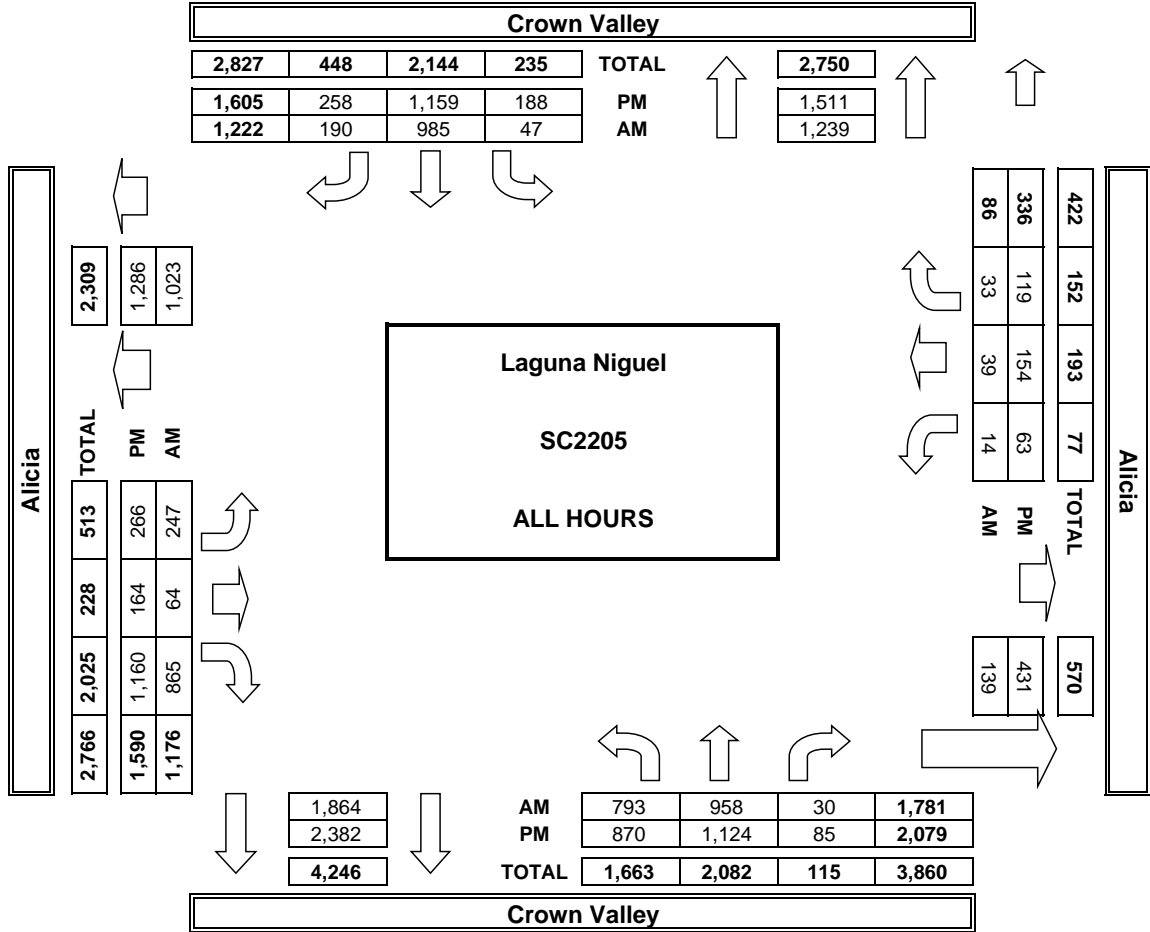 Crown Valley
2,827 448 2,144 235 TOTAL 2,750
1,605 258 1,159 188 PM 1,511
1,222 190 985 47 AM 1,239
Alicia
2,309 1,286 1,023
TOTAL PM AM
513 266 247
228 164 64
2,025 1,160 865
2,766 1,590 1,176
Laguna Niguel
SC2205
ALL HOURS
86 336 422
33 119 152
39 154 193
14 63 77
AM PM TOTAL
139 431 570
Alicia
1,864 AM 793 958 30 1,781
2,382 PM 870 1,124 85 2,079
4,246 TOTAL 1,663 2,082 115 3,860
Crown Valley